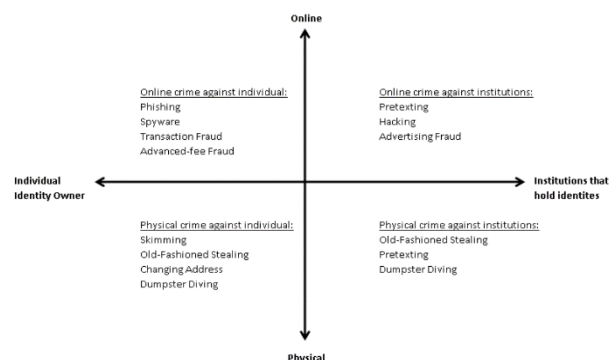 Online
Online crime against individual:
Phishing
Spyware
Transaction Fraud
Advanced-fee Fraud
Online crime against institutions:
Pretexting
Hacking
Advertising Fraud
Individual
Identity Owner
Institutions that
hold identites
Physical crime against individual:
Skimming
Old-Fashioned Stealing
Changing Address
Dumpster Diving
Physical crime against institutions:
Old-Fashioned Stealing
Pretexting
Dumpster Diving
Physical